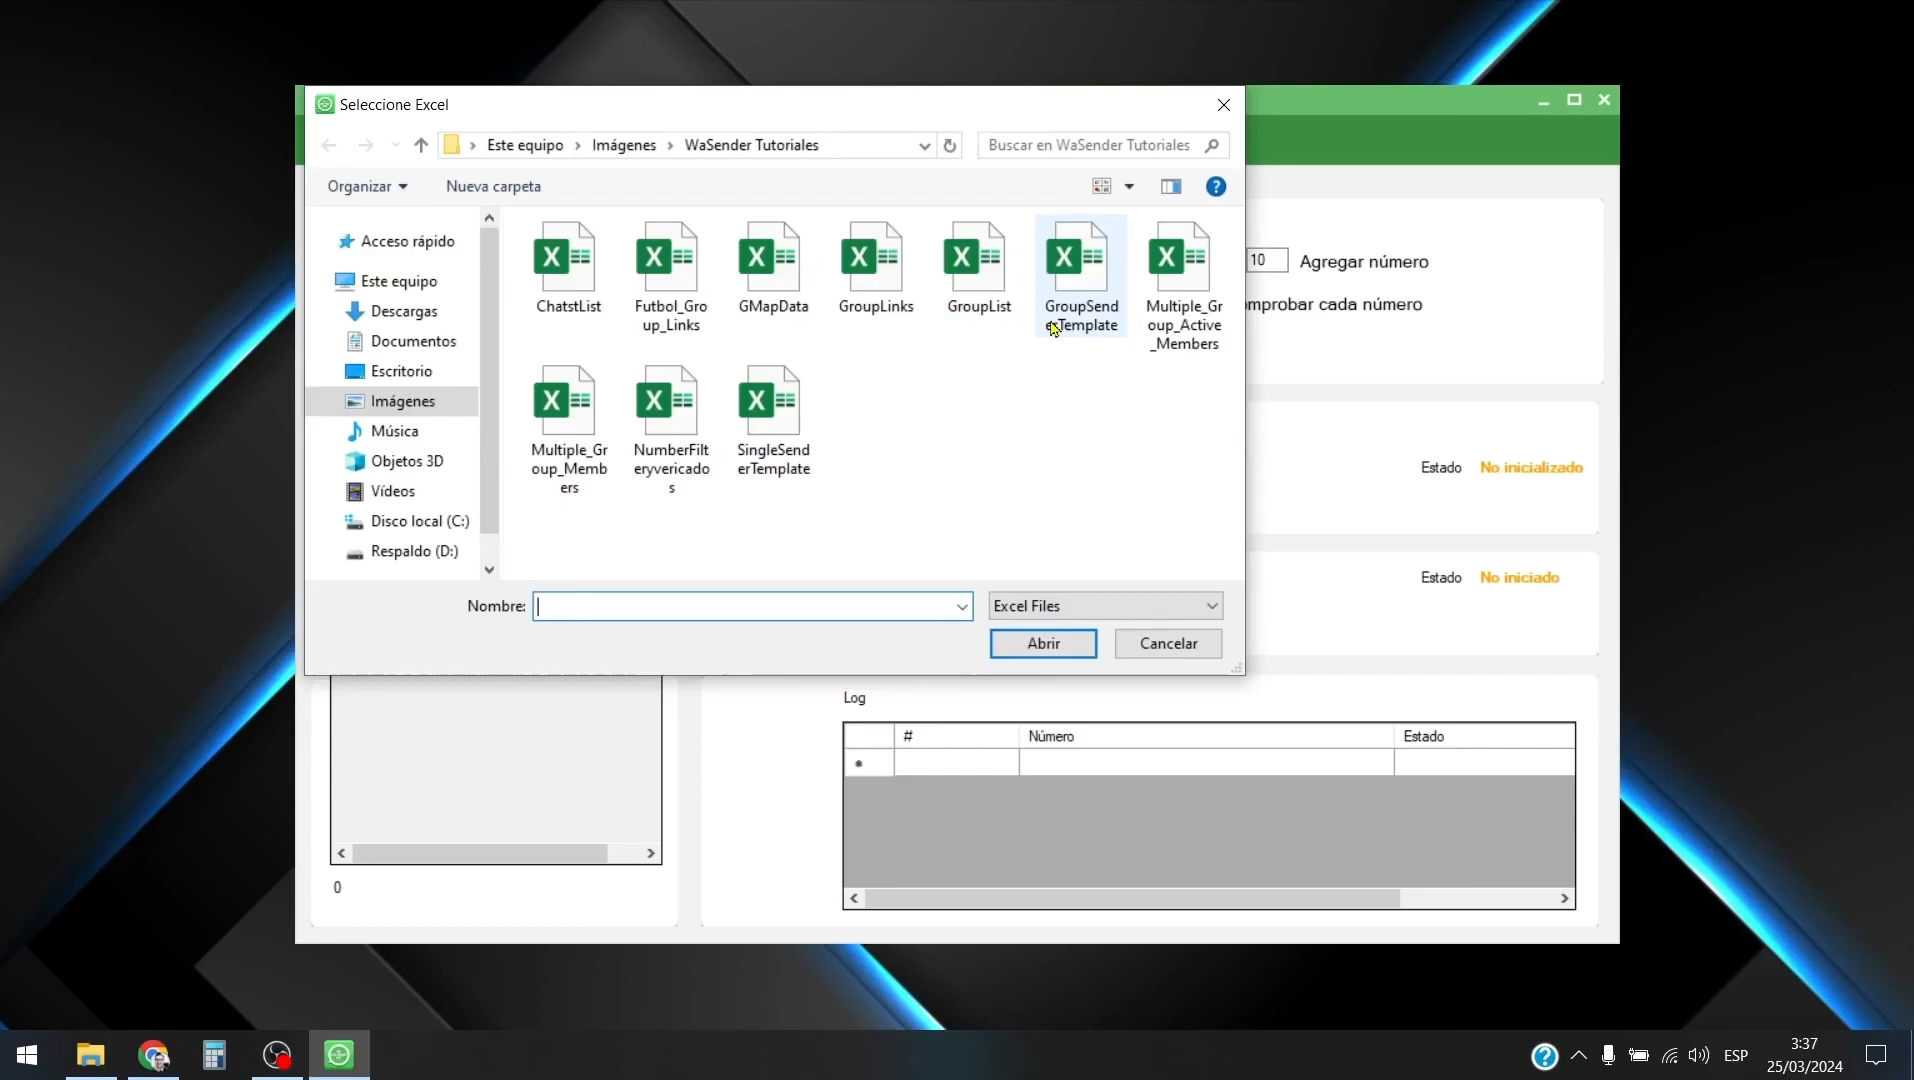 Seleccione Excel
Este equipo > Imágenes > WaSender Tutoriales
Buscar en WaSender Tutoriales
Organizar
Nueva carpeta
?
Acceso rápido
Este equipo
Descargas
Documentos
Escritorio
Imágenes
Música
Objetos 3D
Vídeos
Disco local (C:)
Respaldo (D:)
ChatstList
Futbol_Gro
up_Links
GMapData
GroupLinks
GroupList
GroupSend
erTemplate
Multiple_Gr
oup_Active
_Members
Multiple_Gr
oup_Memb
ers
NumberFilt
eryvericado
s
SingleSend
erTemplate
Nombre:
Excel Files
Abrir
Cancelar
10 Agregar número
mprobar cada número
Estado No inicializado
Estado No iniciado
Log
# Número Estado
0
ESP
3:37
25/03/2024